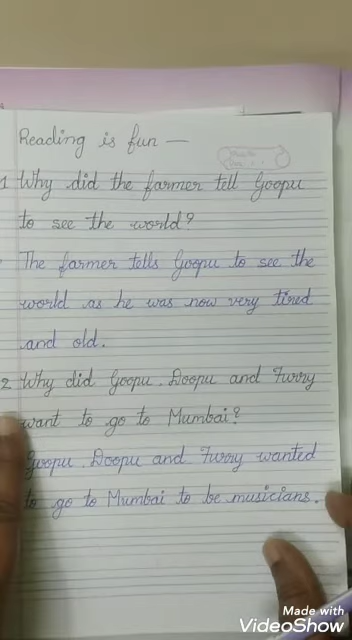 Reading is fun —
1 Why did the farmer tell Goopu
to see the world?
The farmer tells Goopu to see the
world as he was now very tired
and old.
2 Why did Goopu, Doopu and Furry
want to go to Mumbai?
Goopu, Doopu and Furry wanted
to go to Mumbai to be musicians.
Made with
VideoShow